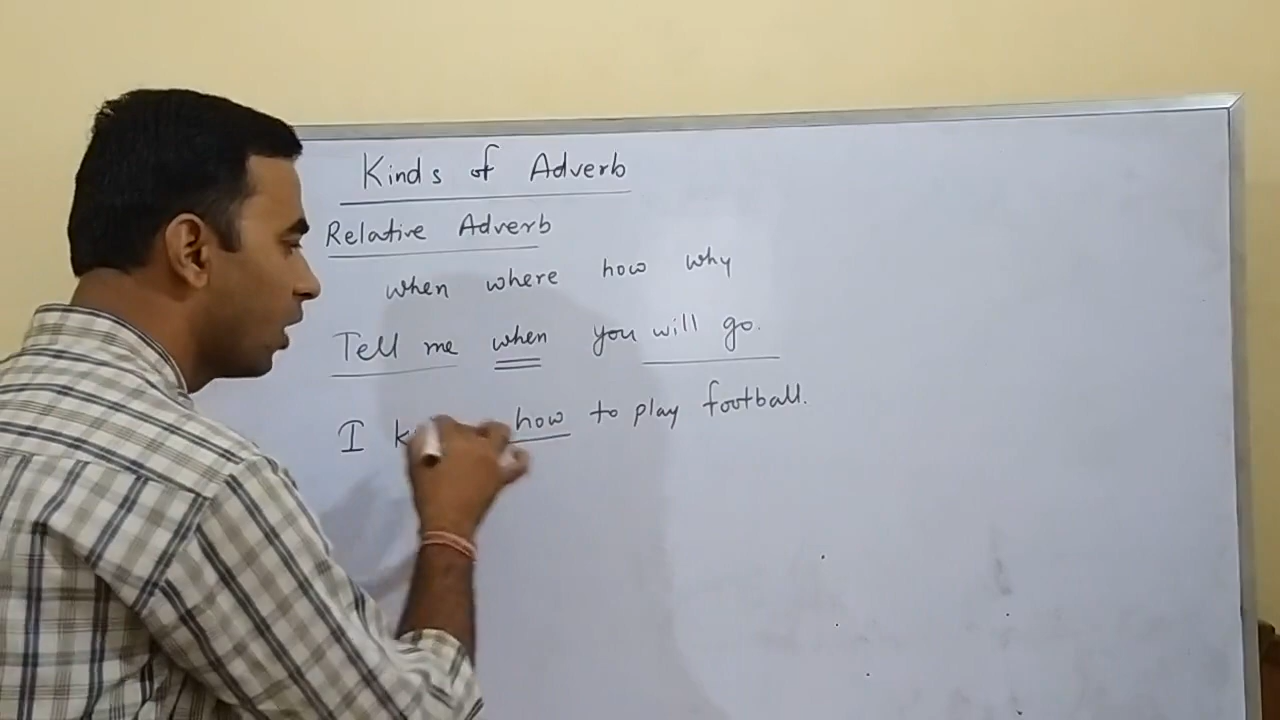 Kinds of Adverb
Relative Adverb
when where how why
Tell me when you will go.
I how to play football.